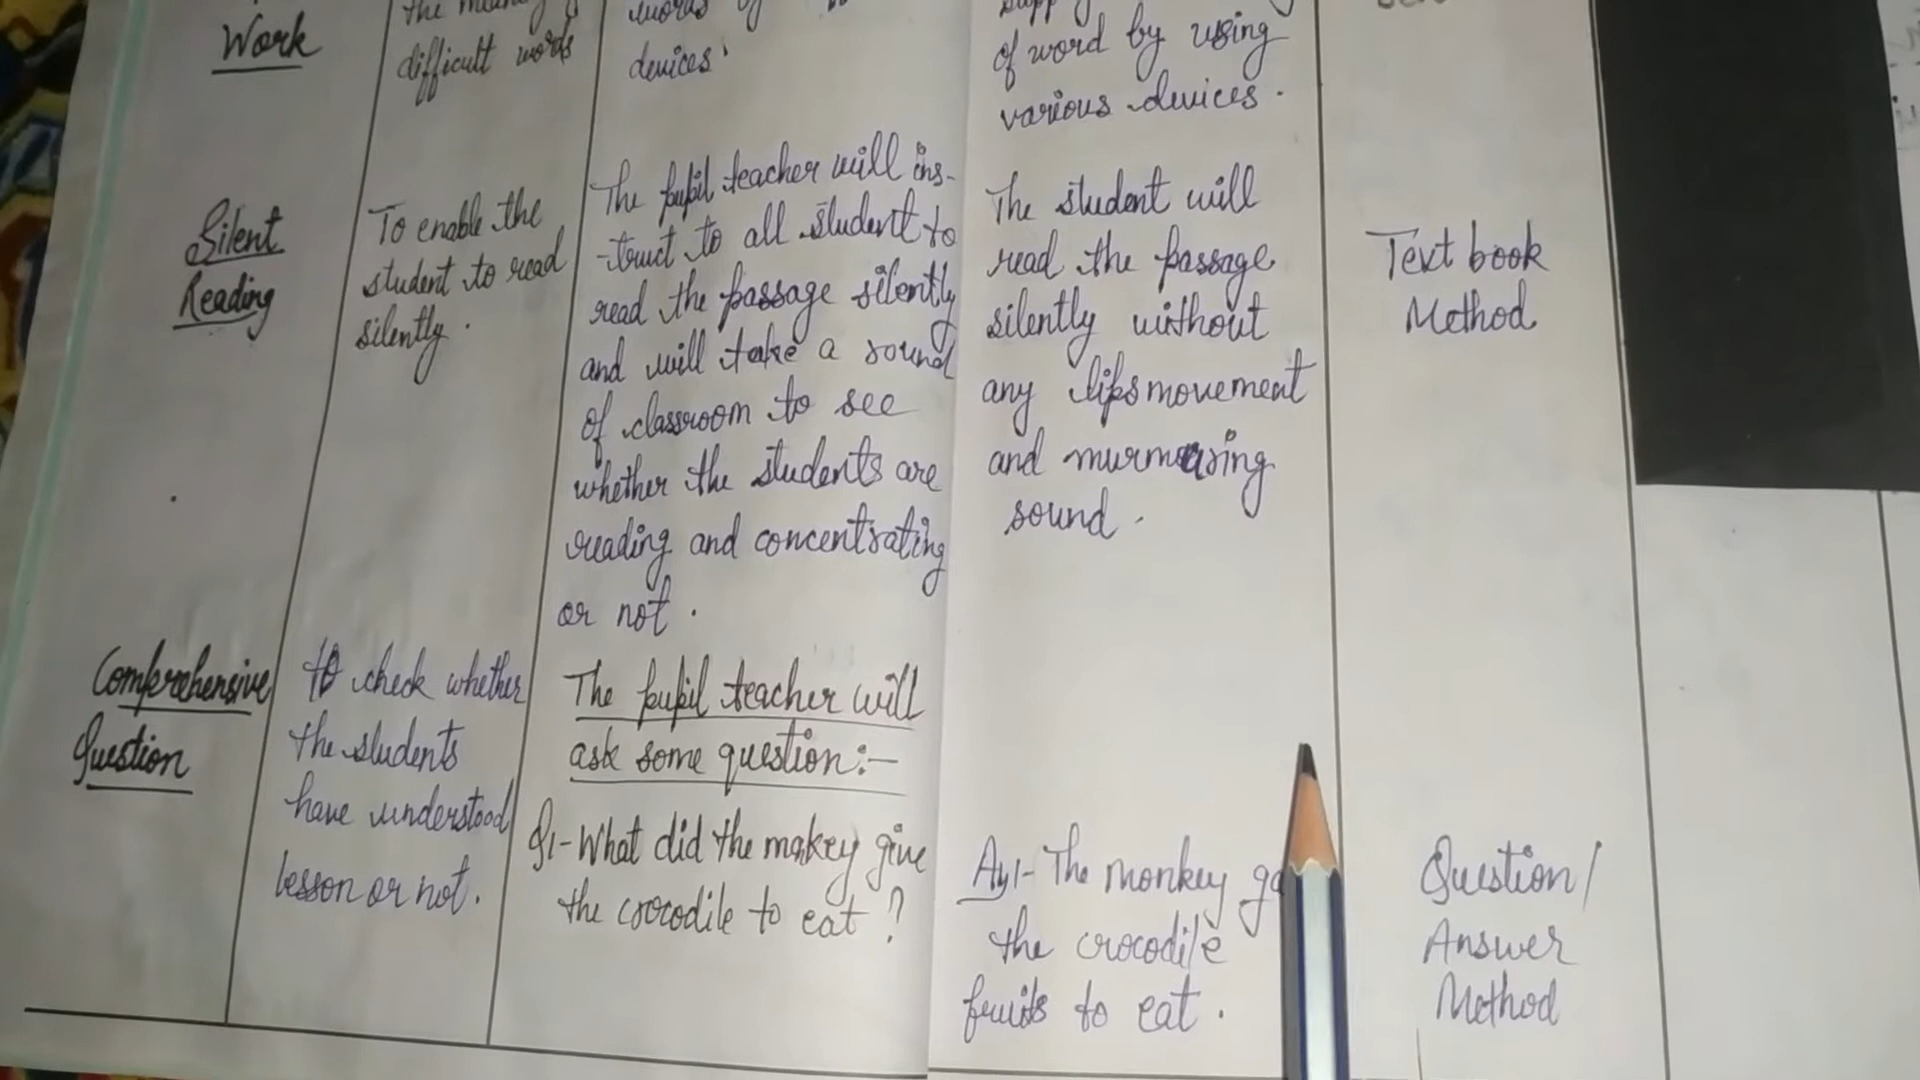 Work
difficult words
devices.
of word by using
various devices.
Silent
Reading
To enable the
student to read
silently.
The pupil teacher will ins-
-truct to all student to
read the passage silently
and will take a sound
of classroom to see
whether the students are
reading and concentrating
or not.
The student will
read the passage
silently without
any lips movement
and murmuring
sound.
Text book
Method
Comprehensive
Question
to check whether
the students
have understood
lesson or not.
The pupil teacher will
ask some question:-
Q1- What did the makey give
the crocodile to eat?
Ay1- The monkey ga
the crocodile
fruits to eat.
Question/
Answer
Method